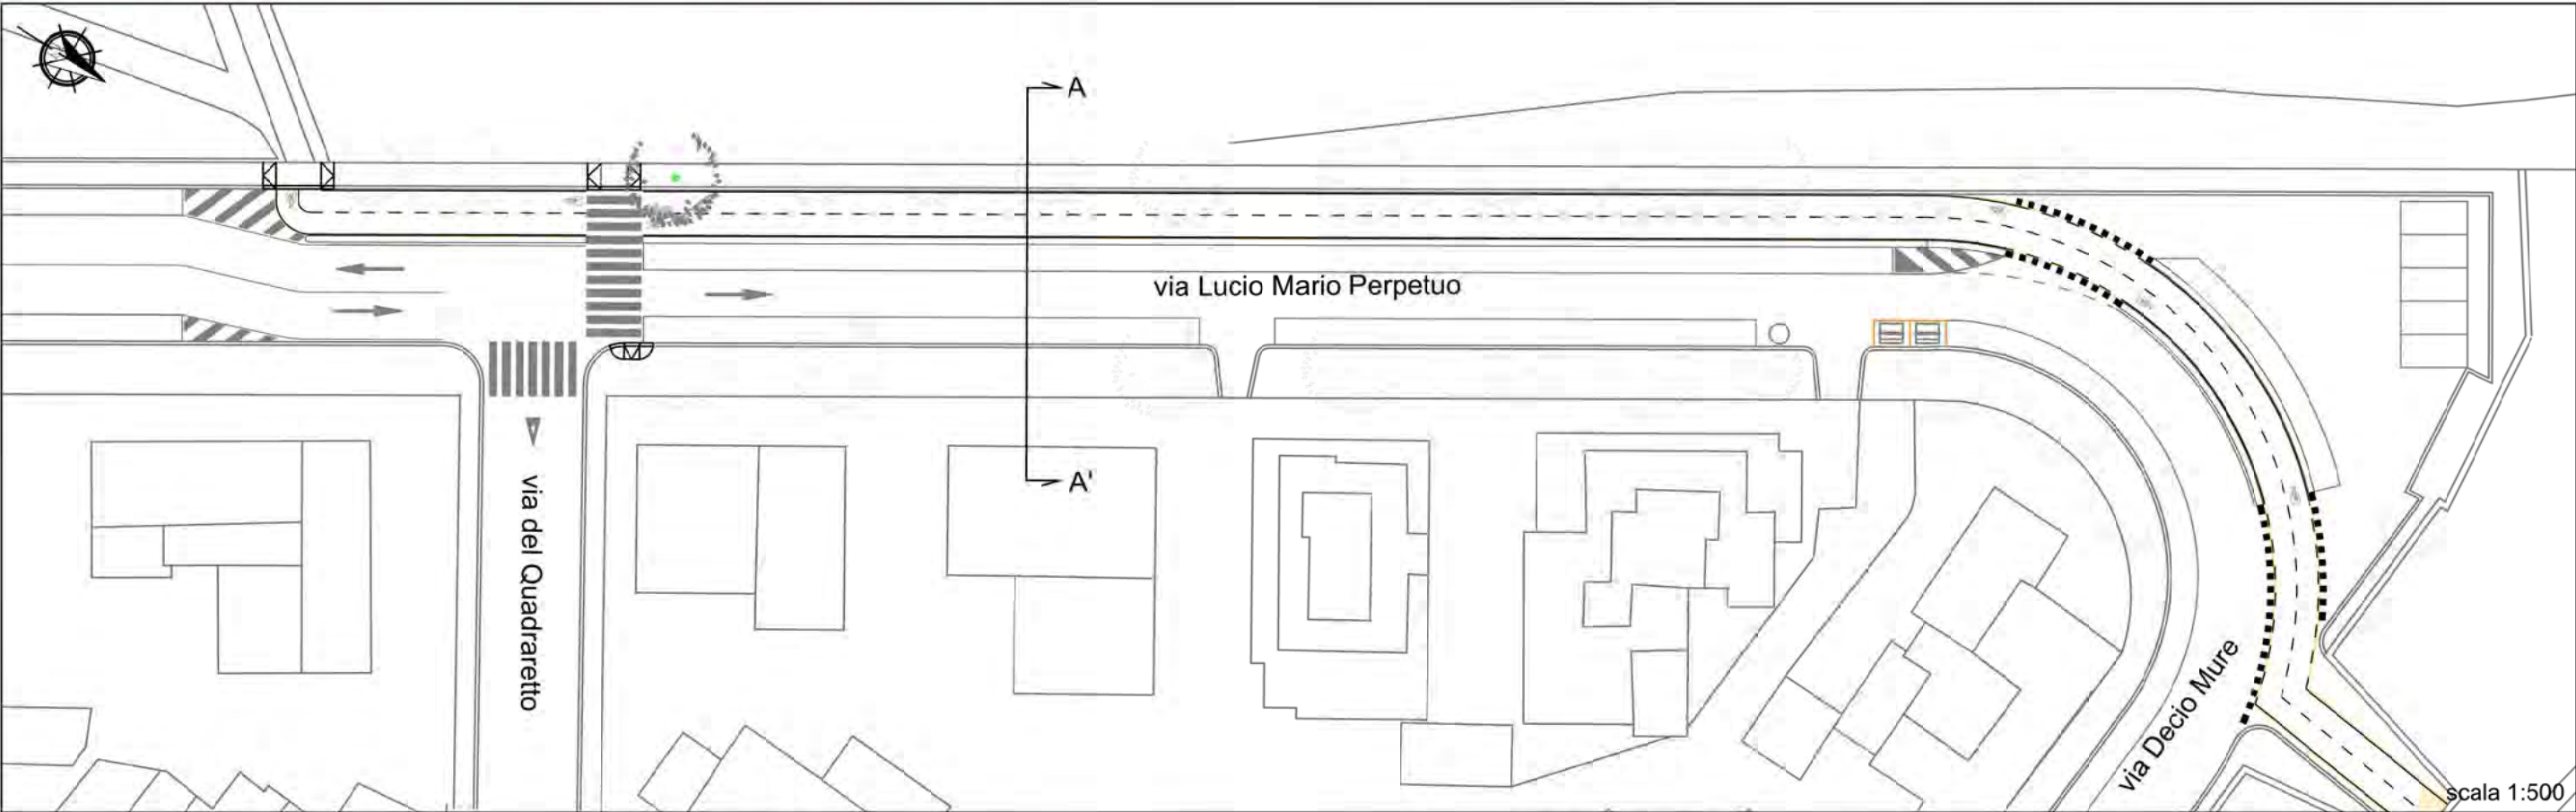 A
via Lucio Mario Perpetuo
A'
via del Quadraretto
via Decio Mure
scala 1:500